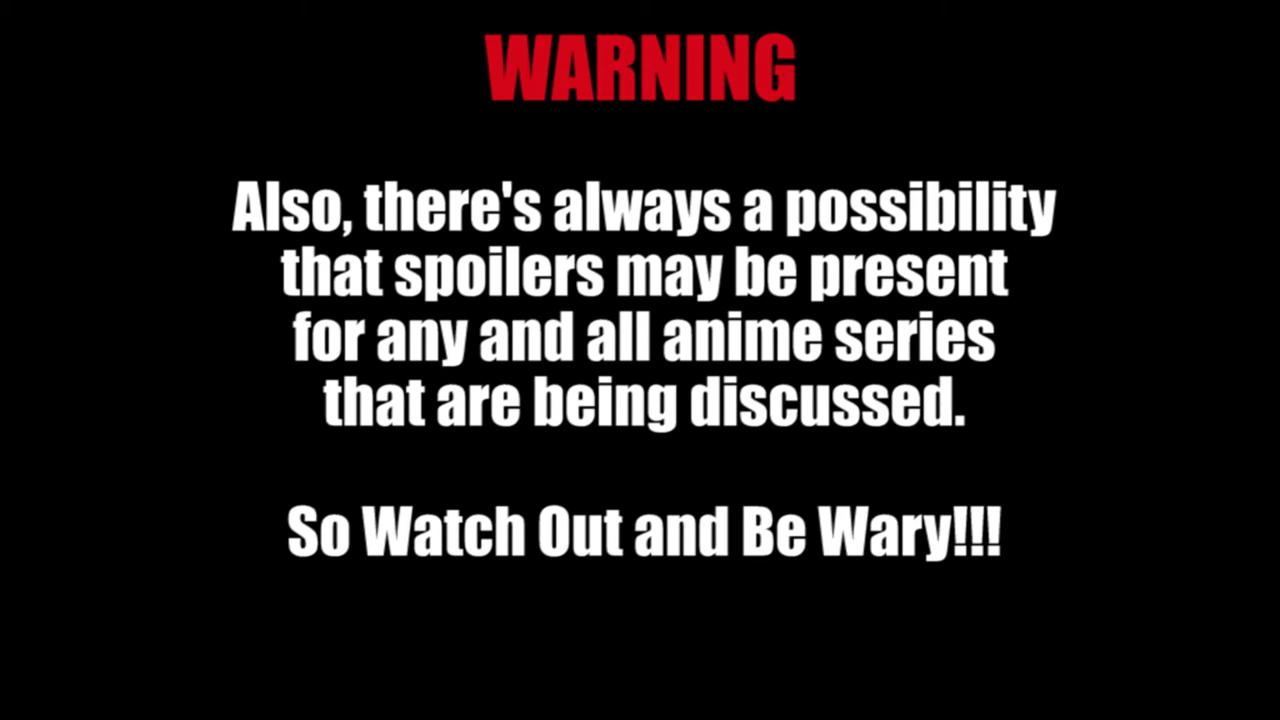 WARNING
Also, there's always a possibility
that spoilers may be present
for any and all anime series
that are being discussed.
So Watch Out and Be Wary!!!